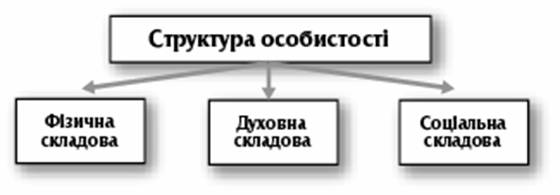 Структура особистості
Фізична
складова
Духовна
складова
Соціальна
складова